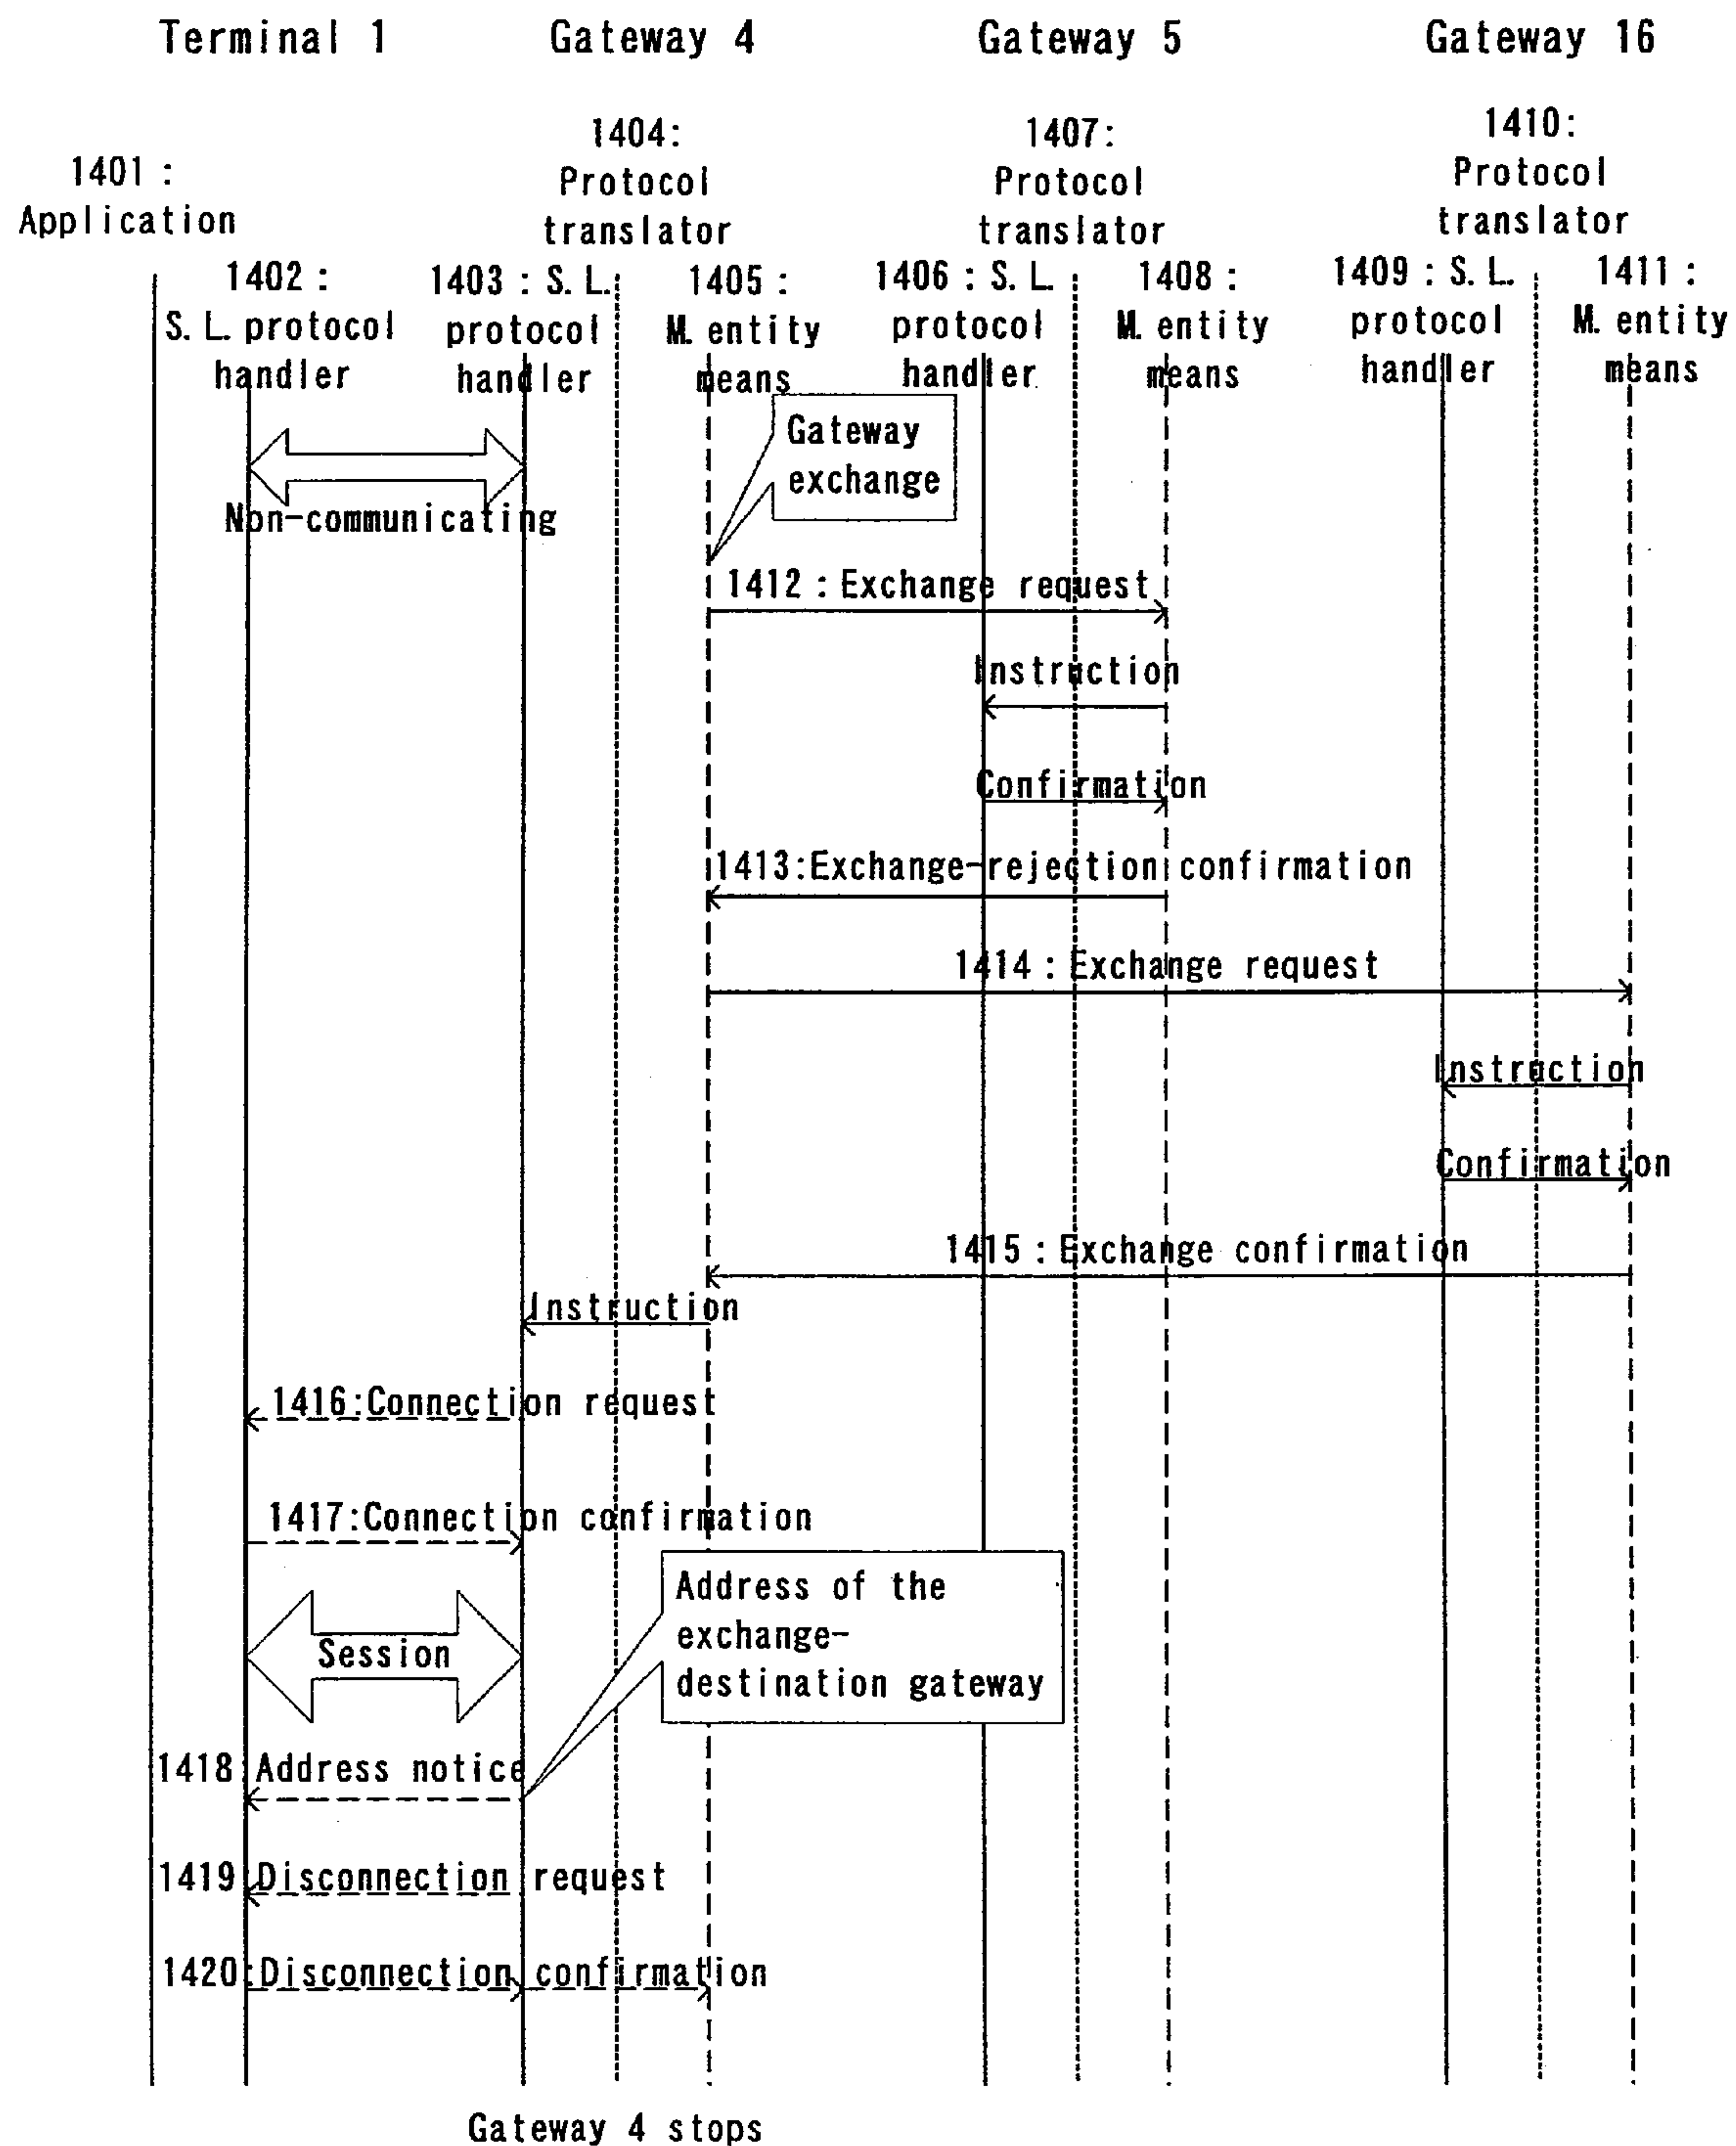 Terminal 1 Gateway 4 Gateway 5 Gateway 16
1401 :
Application
1404:
Protocol
translator
1407:
Protocol
translator
1410:
Protocol
translator
1402 :
S. L. protocol
handler
1403 : S. L.
protocol
handler
1405 :
M. entity
means
1406 : S. L.
protocol
handler
1408 :
M. entity
means
1409 : S. L.
protocol
handler
1411 :
M. entity
means
Non-communicating
Gateway
exchange
1412 : Exchange request
Instruction
Confirmation
1413:Exchange-rejection confirmation
1414 : Exchange request
Instruction
Confirmation
1415 : Exchange confirmation
Instruction
1416:Connection request
1417:Connection confirmation
Address of the
exchange-
destination gateway
Session
1418:Address notice
1419:Disconnection request
1420:Disconnection confirmation
Gateway 4 stops